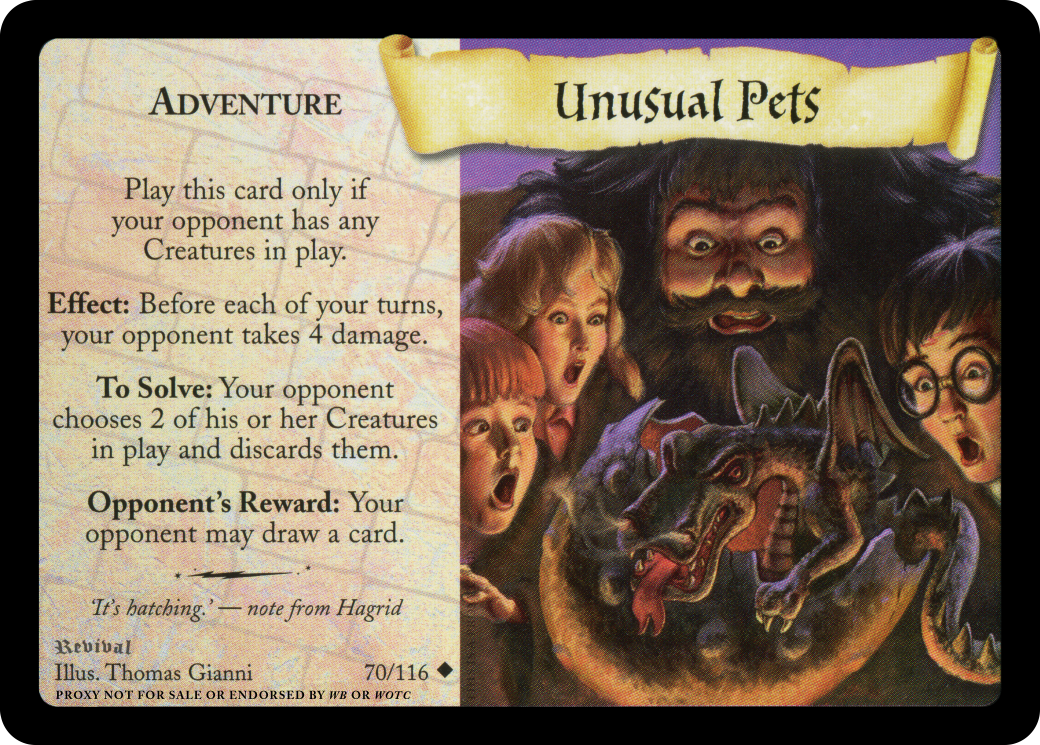 Adventure
Unusual Pets
Play this card only if
your opponent has any
Creatures in play.
Effect: Before each of your turns,
your opponent takes 4 damage.
To Solve: Your opponent
chooses 2 of his or her Creatures
in play and discards them.
Opponent's Reward: Your
opponent may draw a card.
'It's hatching.' — note from Hagrid
Revival
Illus. Thomas Gianni 70/116
PROXY NOT FOR SALE OR ENDORSED BY WB OR WOTC